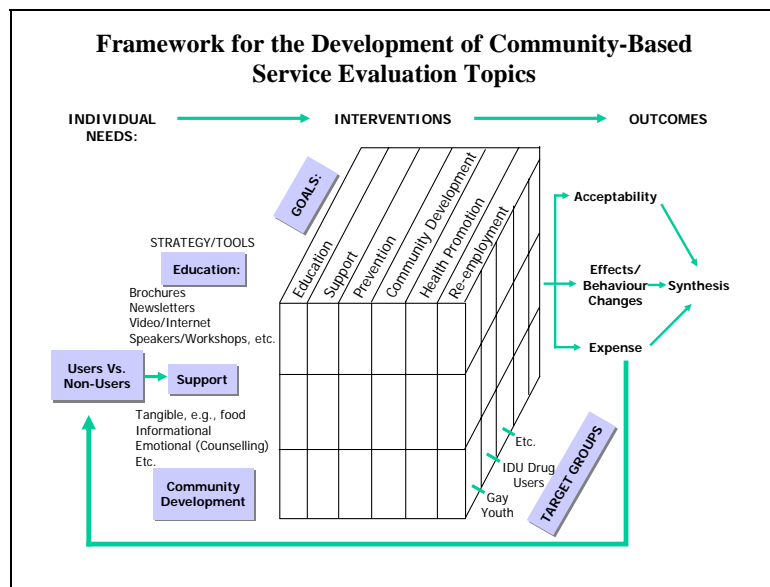 Framework for the Development of Community-Based
Service Evaluation Topics
INDIVIDUAL
NEEDS:
INTERVENTIONS
OUTCOMES
GOALS:
Education
Support
Prevention
Community Development
Health Promotion
Re-employment
STRATEGY/TOOLS
Education:
Brochures
Newsletters
Video/Internet
Speakers/Workshops, etc.
Users Vs.
Non-Users
Support
Tangible, e.g., food
Informational
Emotional (Counselling)
Etc.
Community
Development
Acceptability
Effects/
Behaviour
Changes
Synthesis
Expense
Etc.
IDU Drug
Users
Gay
Youth
TARGET GROUPS